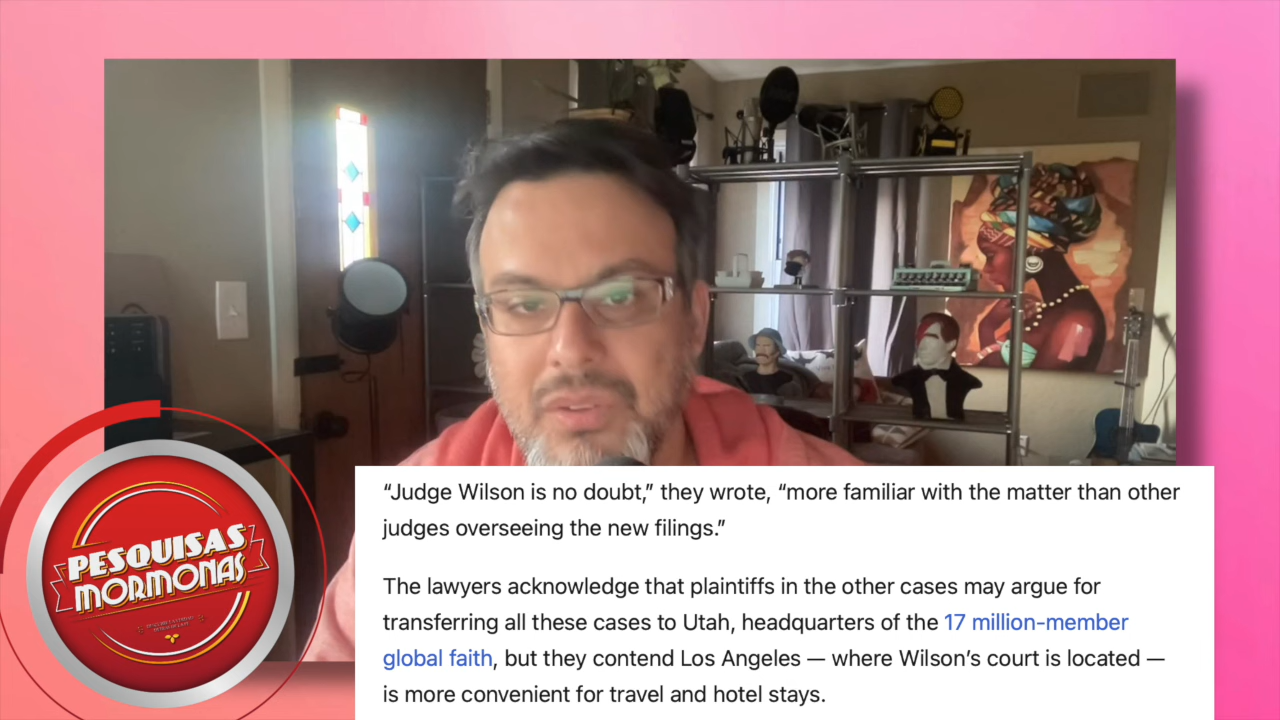 PESQUISAS
MORMONAS
“Judge Wilson is no doubt,” they wrote, “more familiar with the matter than other
judges overseeing the new filings.”
The lawyers acknowledge that plaintiffs in the other cases may argue for
transferring all these cases to Utah, headquarters of the 17 million-member
global faith, but they contend Los Angeles — where Wilson’s court is located —
is more convenient for travel and hotel stays.